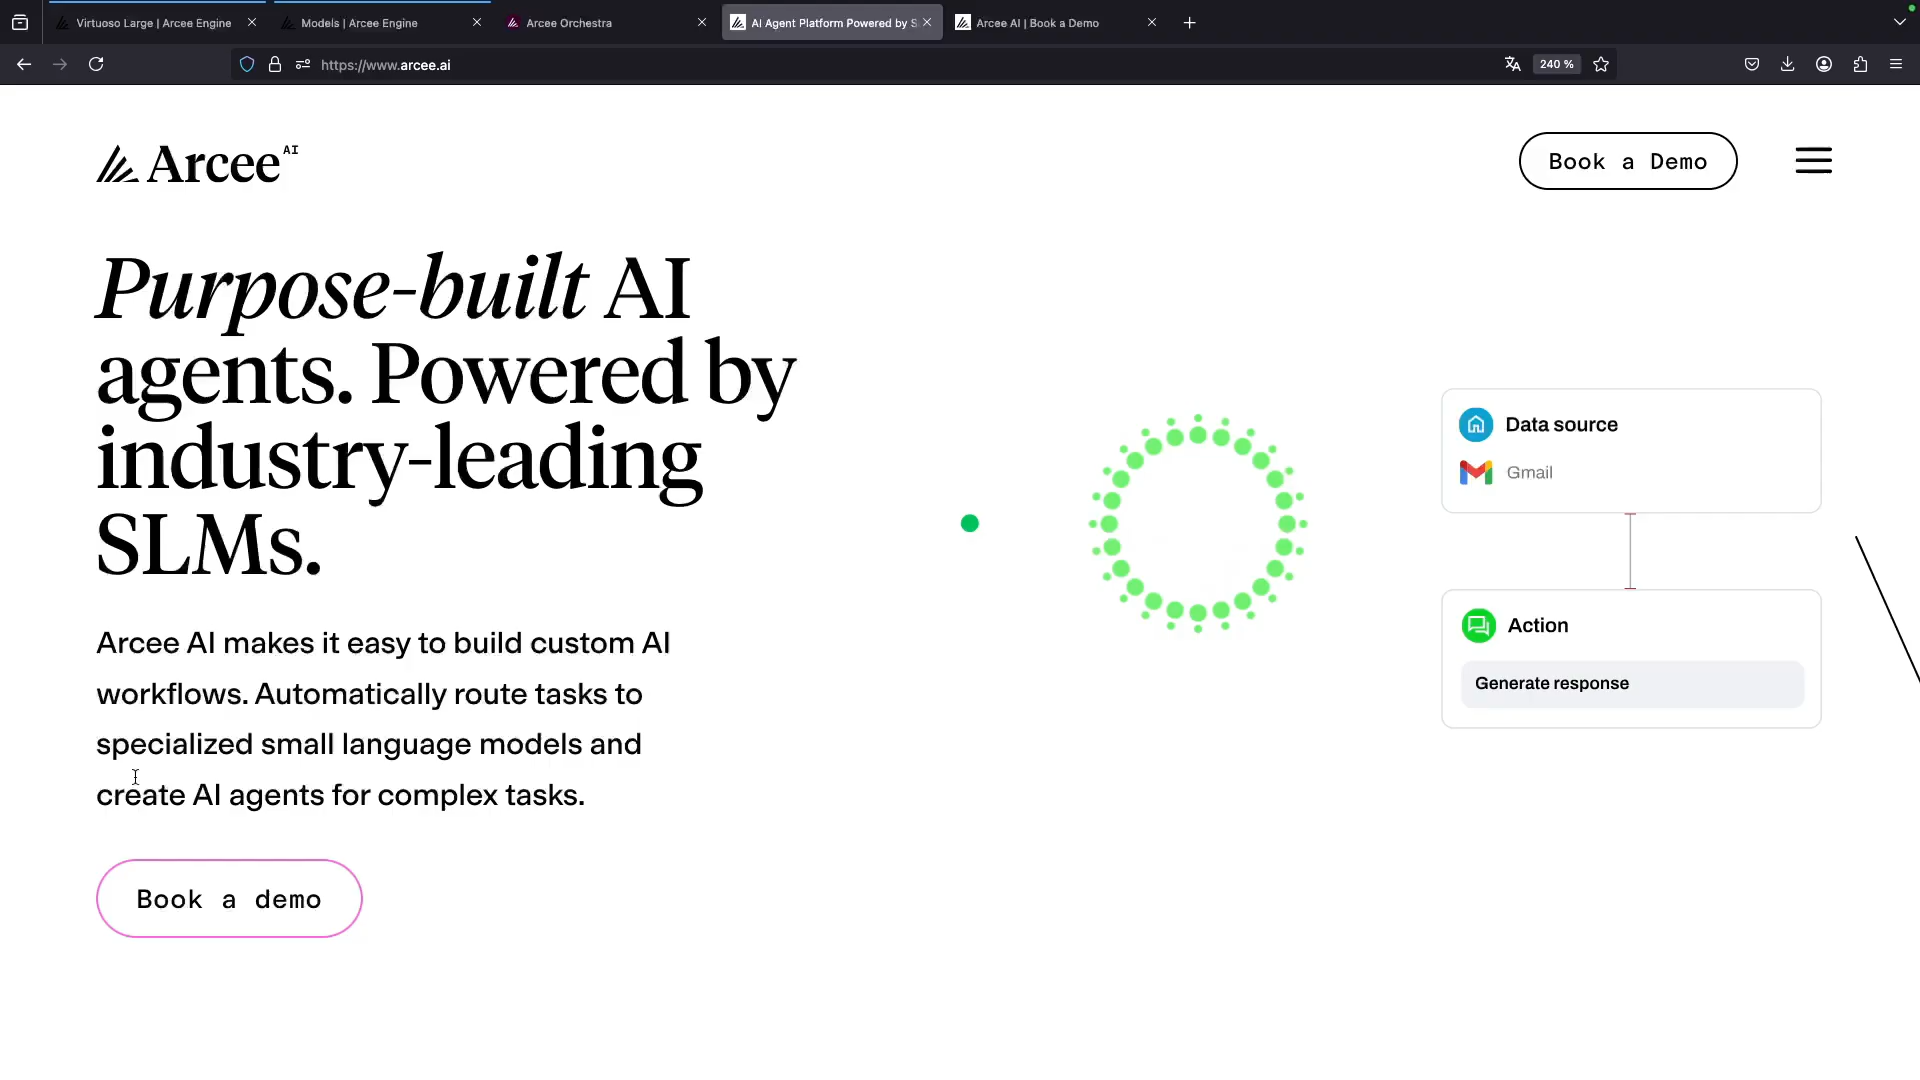 Virtuoso Large | Arcee Engine
Models | Arcee Engine
Arcee Orchestra
AI Agent Platform Powered by S
Arcee AI | Book a Demo
https://www.arcee.ai
240 %
Arcee AI
Book a Demo
Purpose-built AI
agents. Powered by
industry-leading
SLMs.
Arcee AI makes it easy to build custom AI
workflows. Automatically route tasks to
specialized small language models and
create AI agents for complex tasks.
Book a demo
Data source
Gmail
Action
Generate response